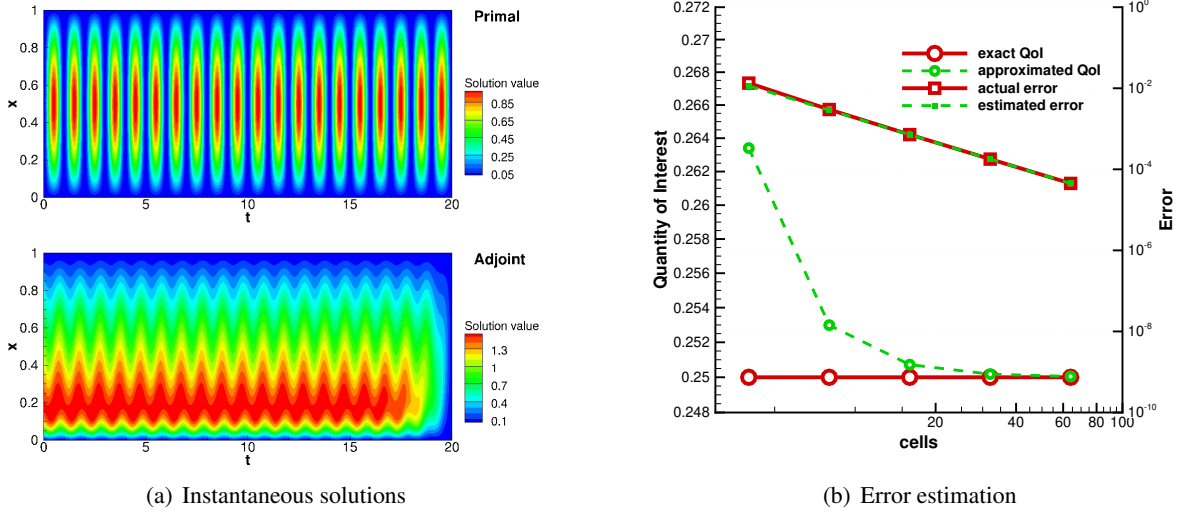 Primal
1
0.8
0.6
x
0.4
0.2
0
0 5 10 15 20
t
Solution value
0.85
0.65
0.45
0.25
0.05
Adjoint
1
0.8
0.6
x
0.4
0.2
0
0 5 10 15 20
t
Solution value
1.3
1
0.7
0.4
0.1
(a) Instantaneous solutions
0.272
0.27
0.268
0.266
0.264
0.262
0.26
0.258
0.256
0.254
0.252
0.25
0.248
Quantity of Interest
exact QoI
approximated QoI
actual error
estimated error
10^0
10^-2
10^-4
10^-6
10^-8
10^-10
Error
20 40 60 80 100
cells
(b) Error estimation